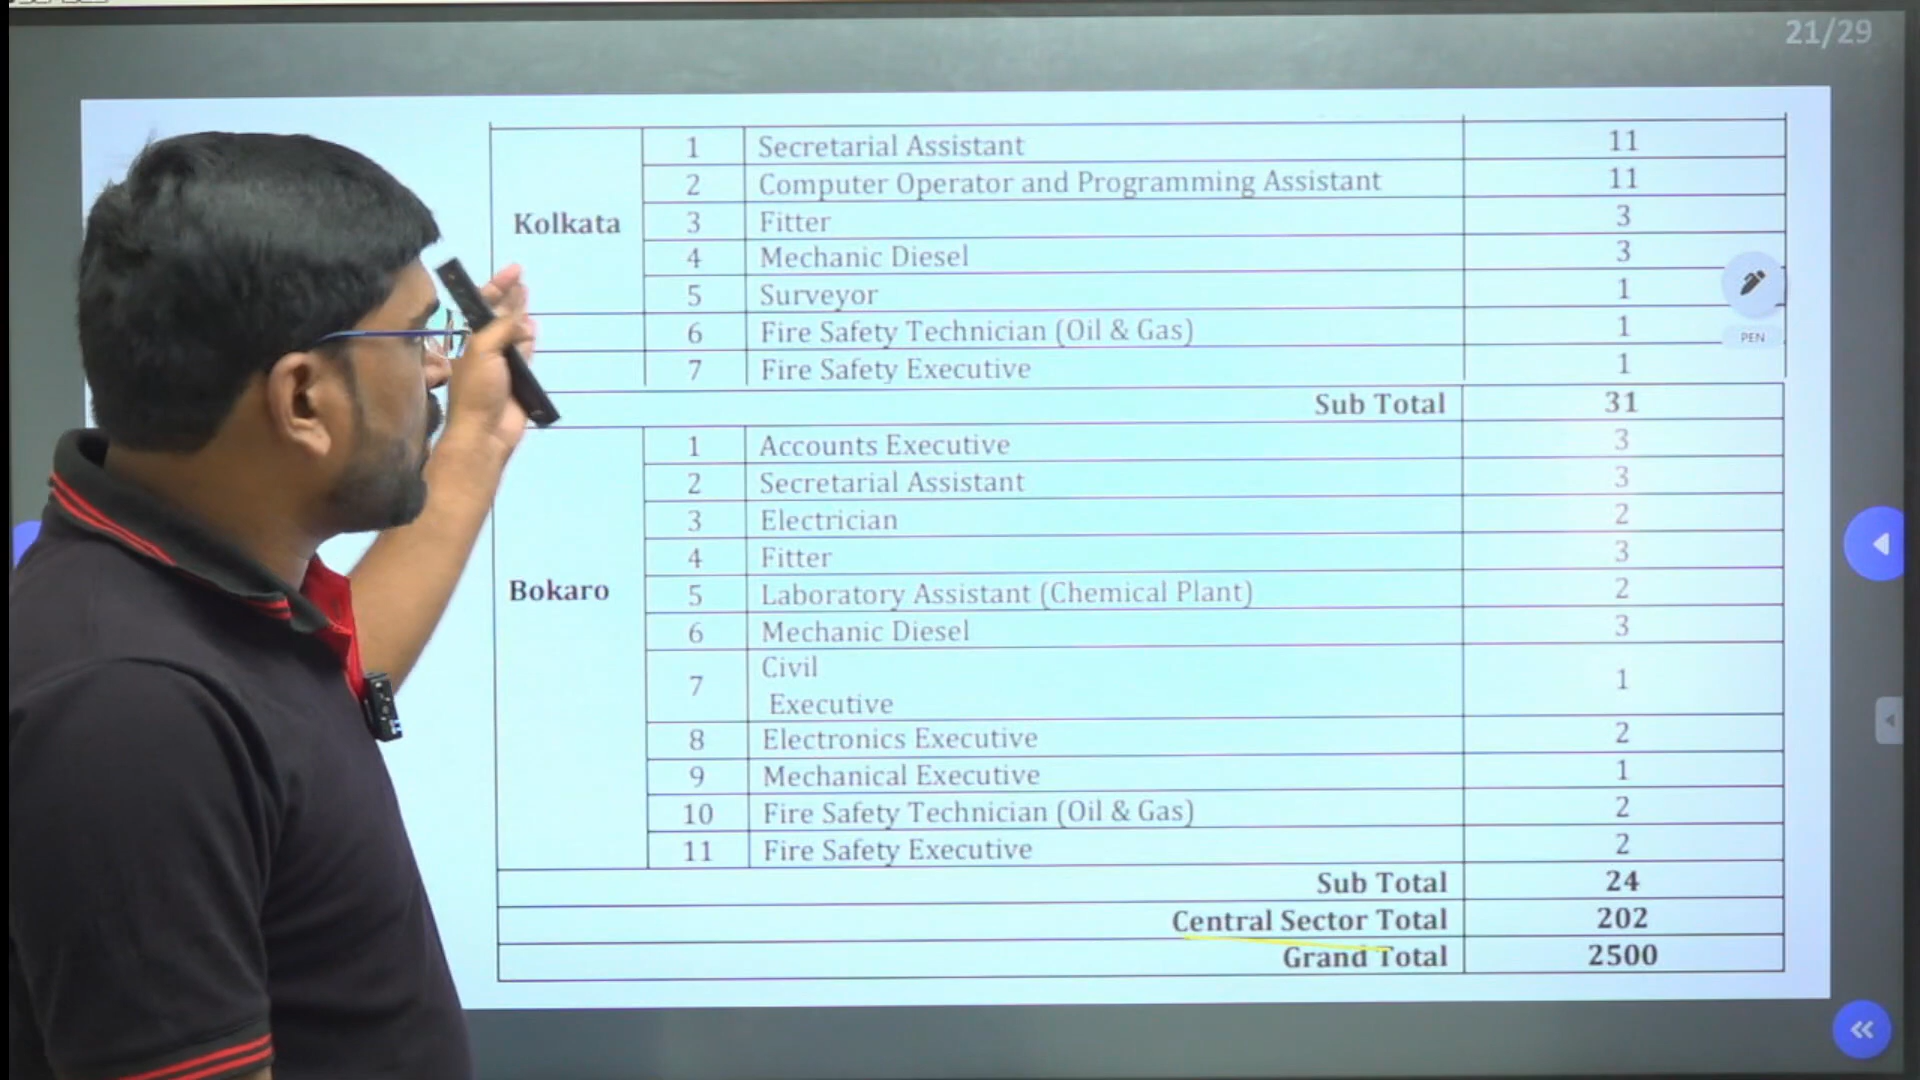 21/29
Kolkata
1 Secretarial Assistant 11
2 Computer Operator and Programming Assistant 11
3 Fitter 3
4 Mechanic Diesel 3
5 Surveyor 1
6 Fire Safety Technician (Oil & Gas) 1
7 Fire Safety Executive 1
PEN
Sub Total 31
Bokaro
1 Accounts Executive 3
2 Secretarial Assistant 3
3 Electrician 2
4 Fitter 3
5 Laboratory Assistant (Chemical Plant) 2
6 Mechanic Diesel 3
7 Civil 1
Executive
8 Electronics Executive 2
9 Mechanical Executive 1
10 Fire Safety Technician (Oil & Gas) 2
11 Fire Safety Executive 2
Sub Total 24
Central Sector Total 202
Grand Total 2500